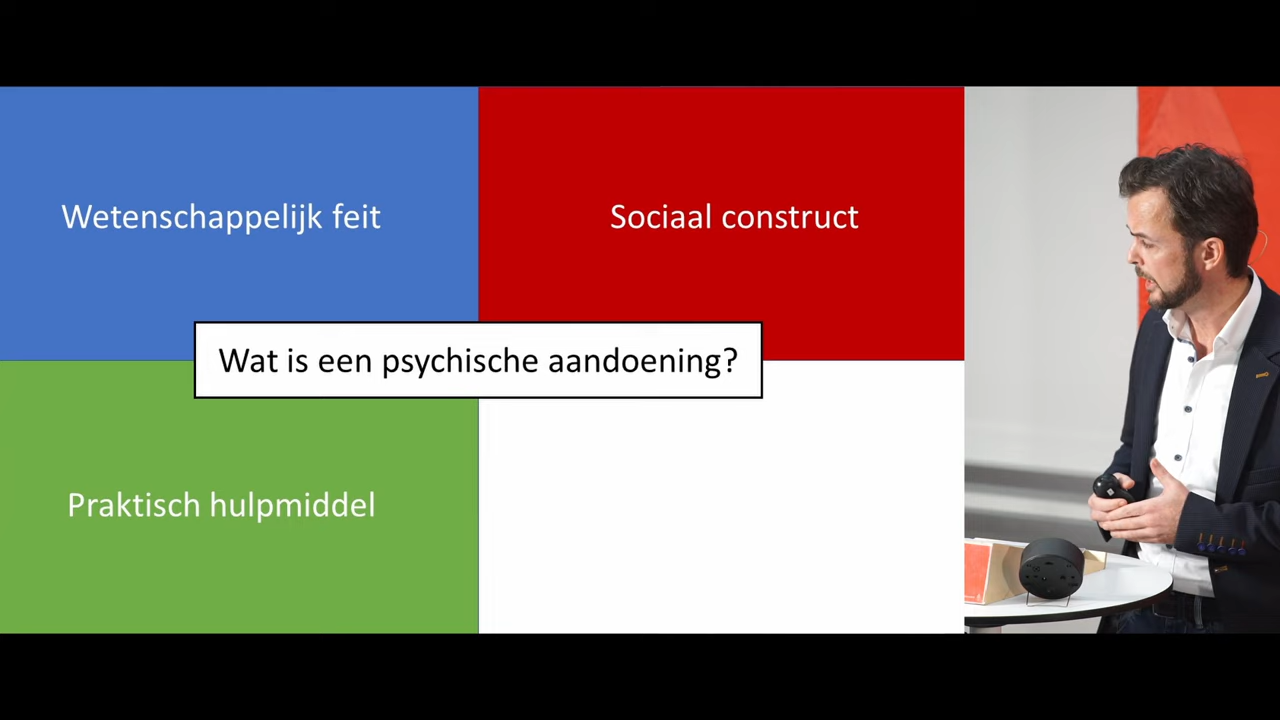 Wetenschappelijk feit
Sociaal construct
Wat is een psychische aandoening?
Praktisch hulpmiddel